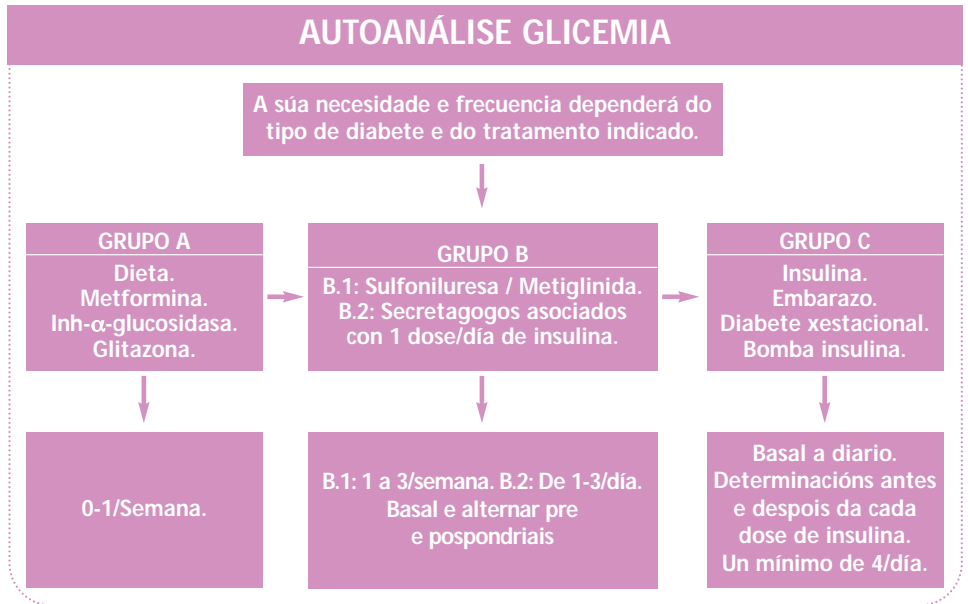 AUTOANÁLISE GLICEMIA
A súa necesidade e frecuencia dependerá do
tipo de diabete e do tratamento indicado.
GRUPO A
Dieta.
Metformina.
Inh-α-glucosidasa.
Glitazona.
GRUPO B
B.1: Sulfoniluresa / Metiglinida.
B.2: Secretagogos asociados
con 1 dose/día de insulina.
GRUPO C
Insulina.
Embarazo.
Diabete xestacional.
Bomba insulina.
0-1/Semana.
B.1: 1 a 3/semana. B.2: De 1-3/día.
Basal e alternar pre
e pospondriais
Basal a diario.
Determinacións antes
e despois da cada
dose de insulina.
Un mínimo de 4/día.